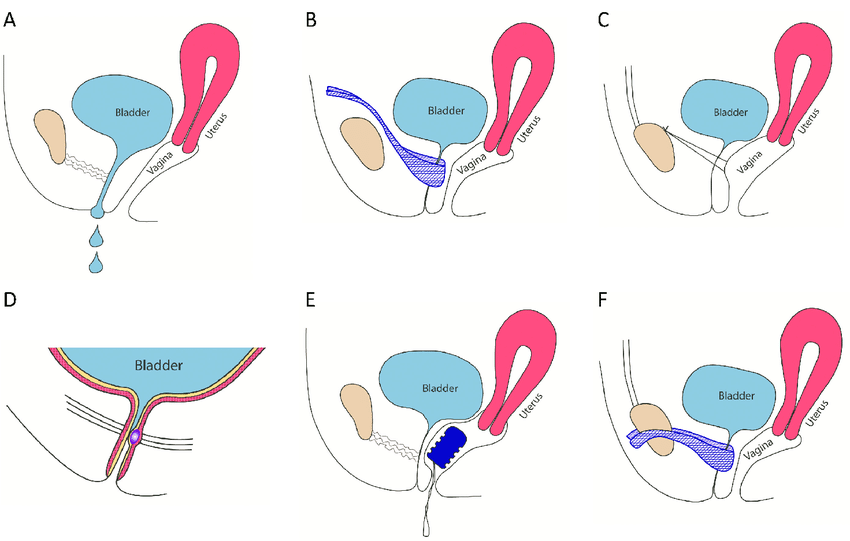 A
Bladder
Vagina
Uterus
B
Bladder
Vagina
Uterus
C
Bladder
Vagina
Uterus
D
Bladder
E
Bladder
Uterus
F
Bladder
Vagina
Uterus